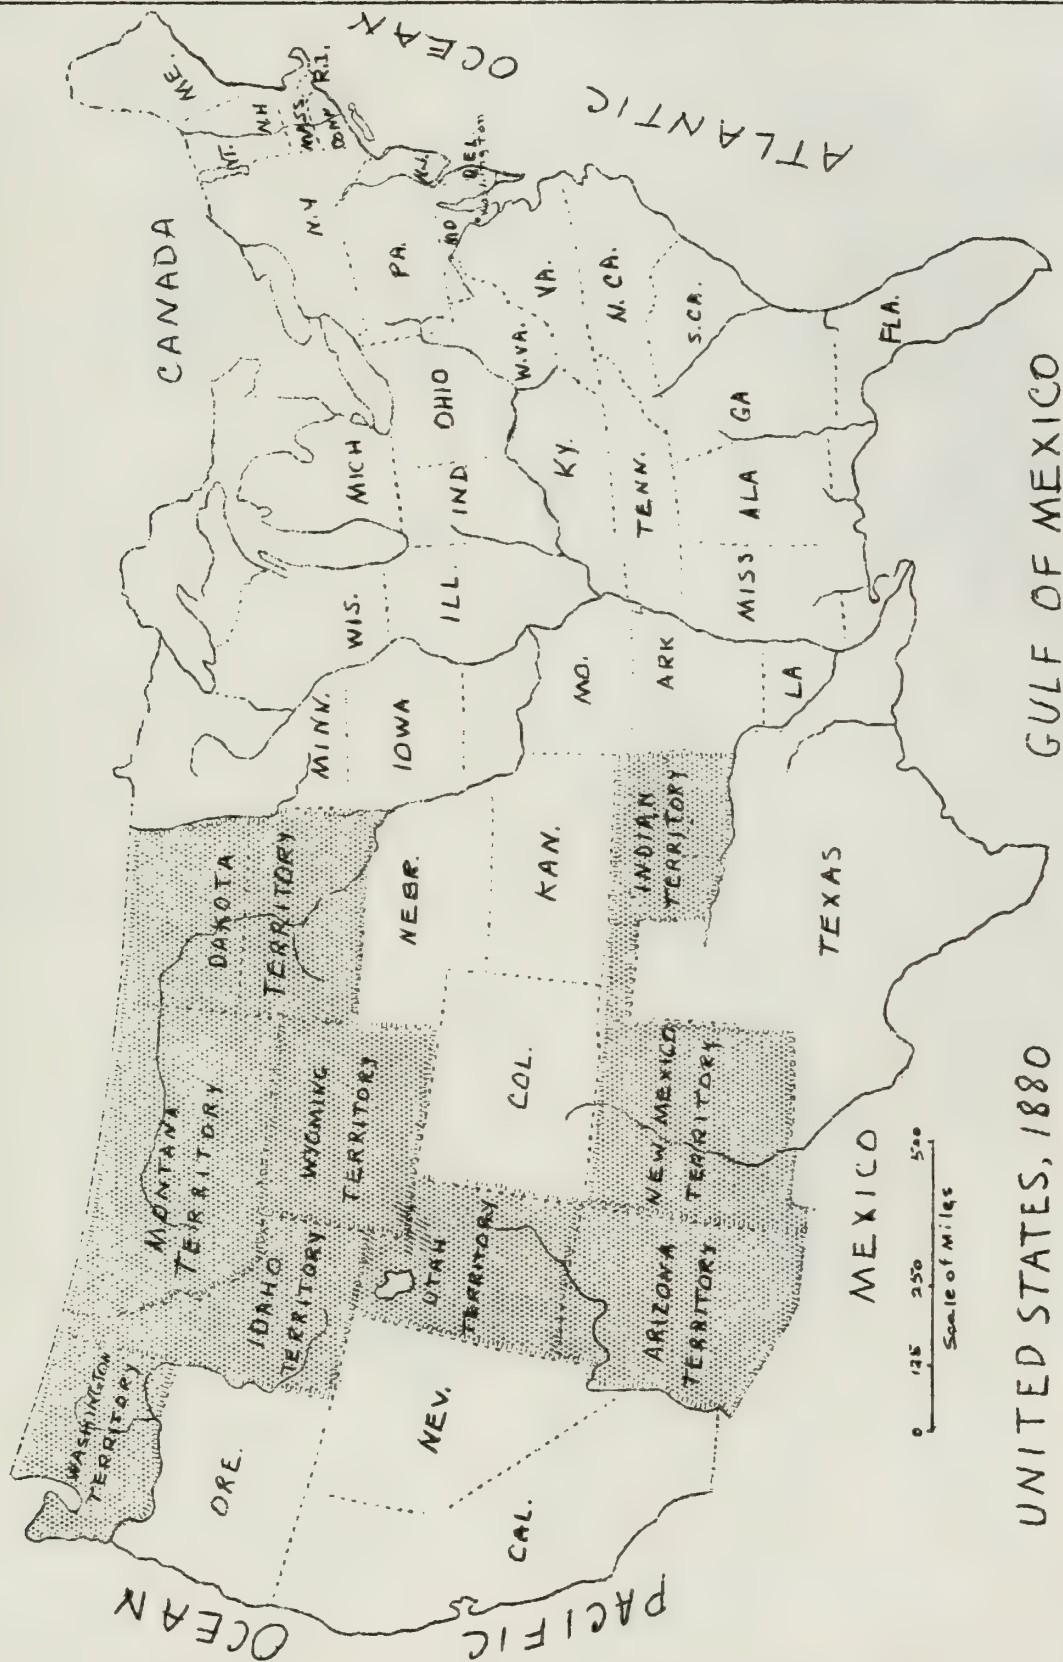 CANADA
ATLANTIC
OCEAN
PACIFIC
OCEAN
WASHINGTON
TERRITORY
MONTANA
TERRITORY
DAKOTA
TERRITORY
MINN.
WIS.
MICH
ME.
VT.
N.H
MASS.
CONN
R.I.
N.Y
ORE.
IDAHO
TERRITORY
WYOMING
TERRITORY
NEBR.
IOWA
ILL.
IND
OHIO
PA.
N.J.
DEL
MD
Washington
NEV.
UTAH
TERRITORY
COL.
KAN.
MO.
KY.
W.VA.
VA.
CAL.
ARIZONA
TERRITORY
NEW MEXICO
TERRITORY
INDIAN
TERRITORY
ARK
TENN.
N. CA.
S.CA.
TEXAS
LA
MISS
ALA
GA
FLA.
MEXICO
GULF OF MEXICO
0 125 250 500
Scale of Miles
UNITED STATES, 1880